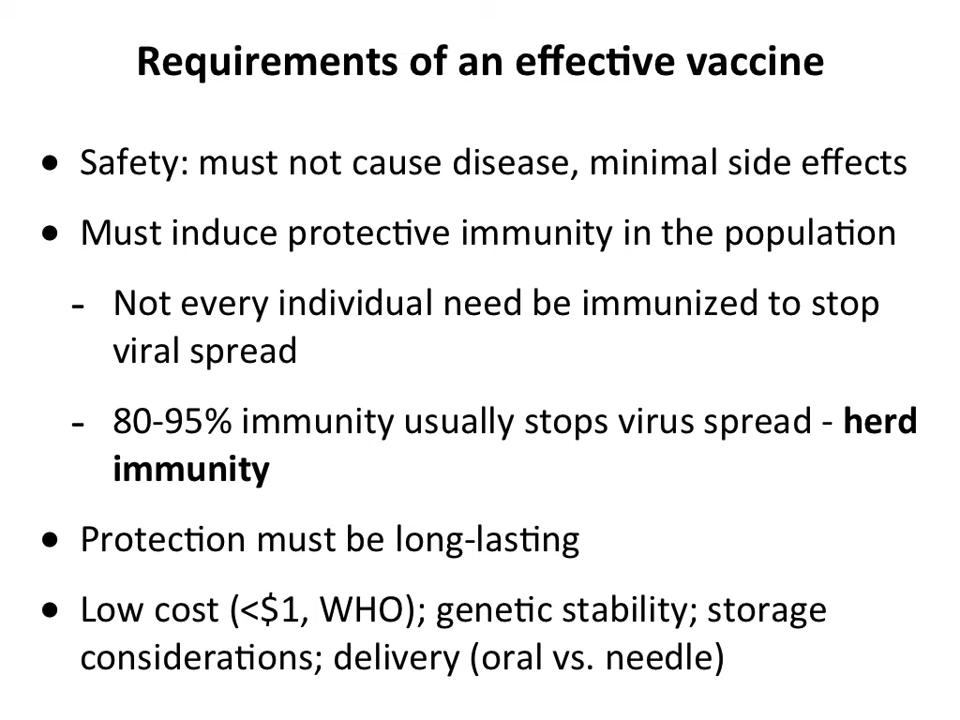 Requirements of an effective vaccine
• Safety: must not cause disease, minimal side effects
• Must induce protective immunity in the population
- Not every individual need be immunized to stop
viral spread
- 80-95% immunity usually stops virus spread - herd
immunity
• Protection must be long-lasting
• Low cost (<$1, WHO); genetic stability; storage
considerations; delivery (oral vs. needle)